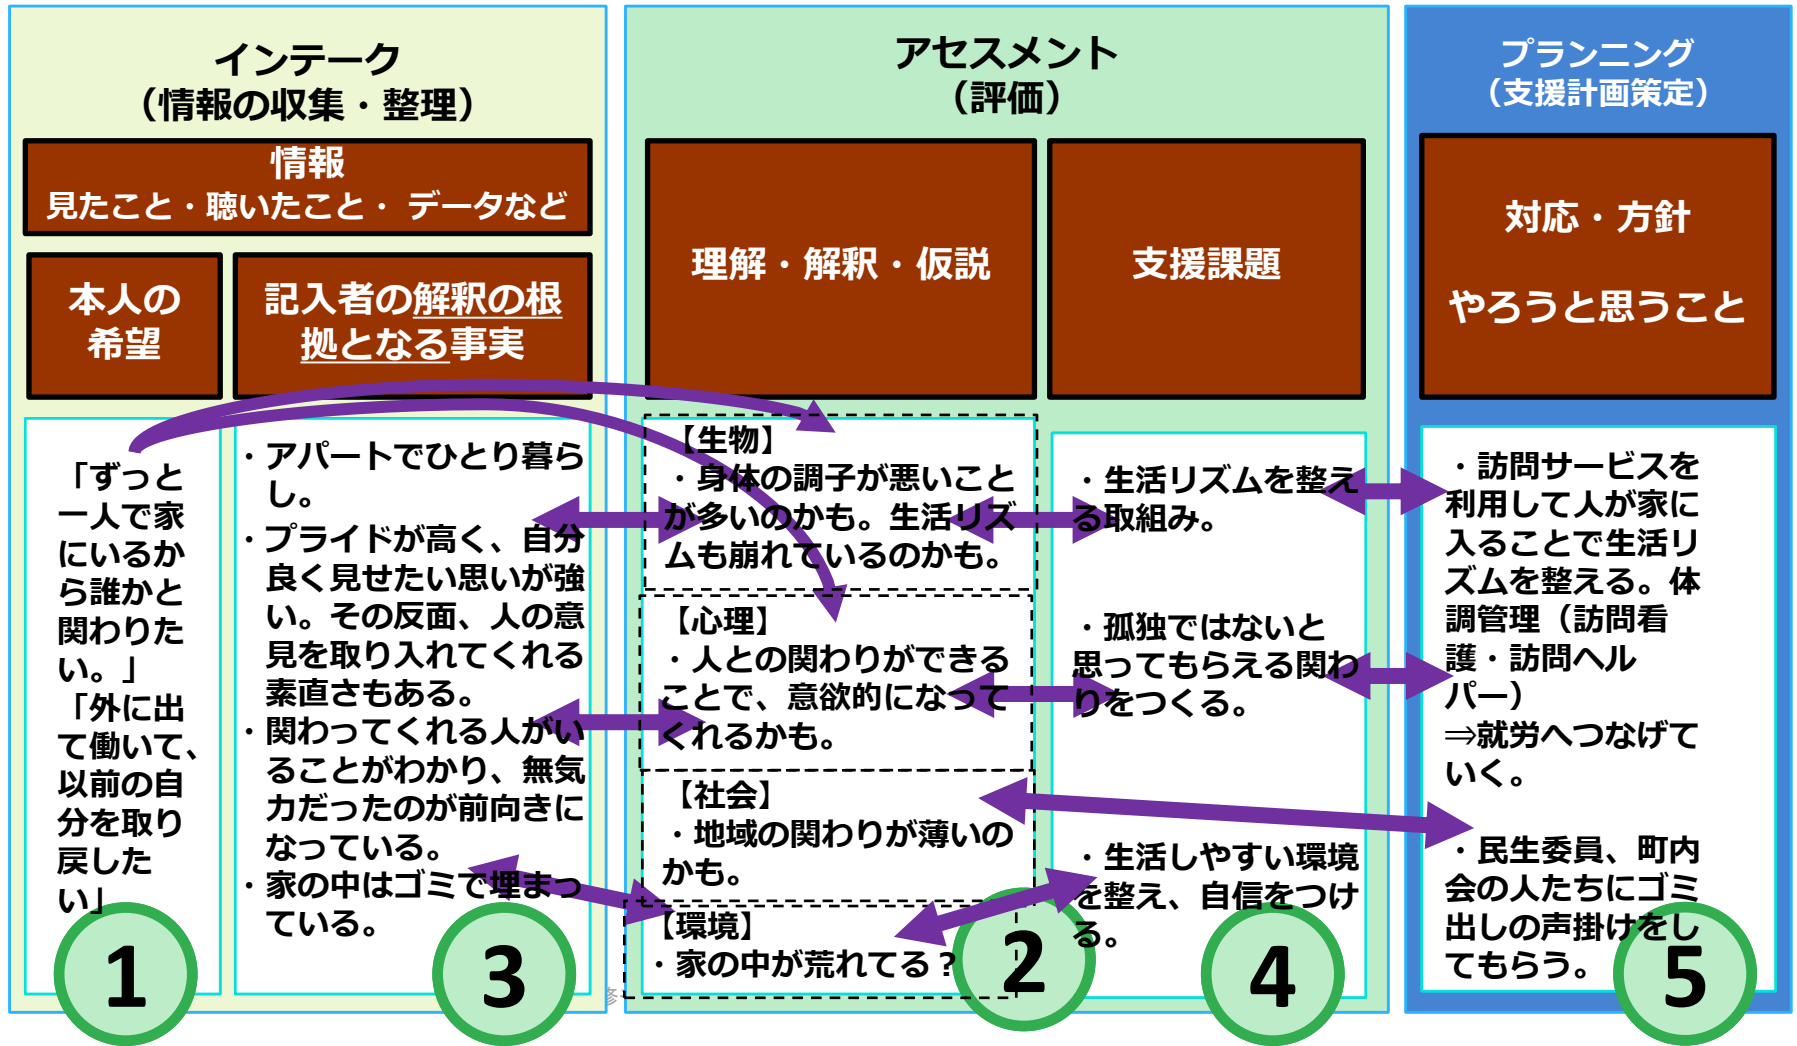 インテーク
（情報の収集・整理）
情報
見たこと・聴いたこと・ データなど
本人の
希望
記入者の解釈の根
拠となる事実
「ずっと
一人で家
にいるか
ら誰かと
関わりた
い。」
「外に出
て働いて、
以前の自
分を取り
戻した
い」
1
・アパートでひとり暮ら
し。
・プライドが高く、自分
良く見せたい思いが強
い。その反面、人の意
見を取り入れてくれる
素直さもある。
・関わってくれる人がい
ることがわかり、無気
力だったのが前向きに
なっている。
・家の中はゴミで埋まっ
ている。
3
修
アセスメント
（評価）
理解・解釈・仮説
【生物】
・身体の調子が悪いこと
が多いのかも。生活リズ
ムも崩れているのかも。
【心理】
・人との関わりができる
ことで、意欲的になって
くれるかも。
【社会】
・地域の関わりが薄いの
かも。
【環境】
・家の中が荒れてる？
2
支援課題
・生活リズムを整え
る取組み。
・孤独ではないと
思ってもらえる関わ
りをつくる。
・生活しやすい環境
を整え、自信をつけ
る。
4
プランニング
（支援計画策定）
対応・方針
やろうと思うこと
・訪問サービスを
利用して人が家に
入ることで生活リ
ズムを整える。体
調管理（訪問看
護・訪問ヘル
パー）
⇒就労へつなげて
いく。
・民生委員、町内
会の人たちにゴミ
出しの声掛けをし
てもらう。
5